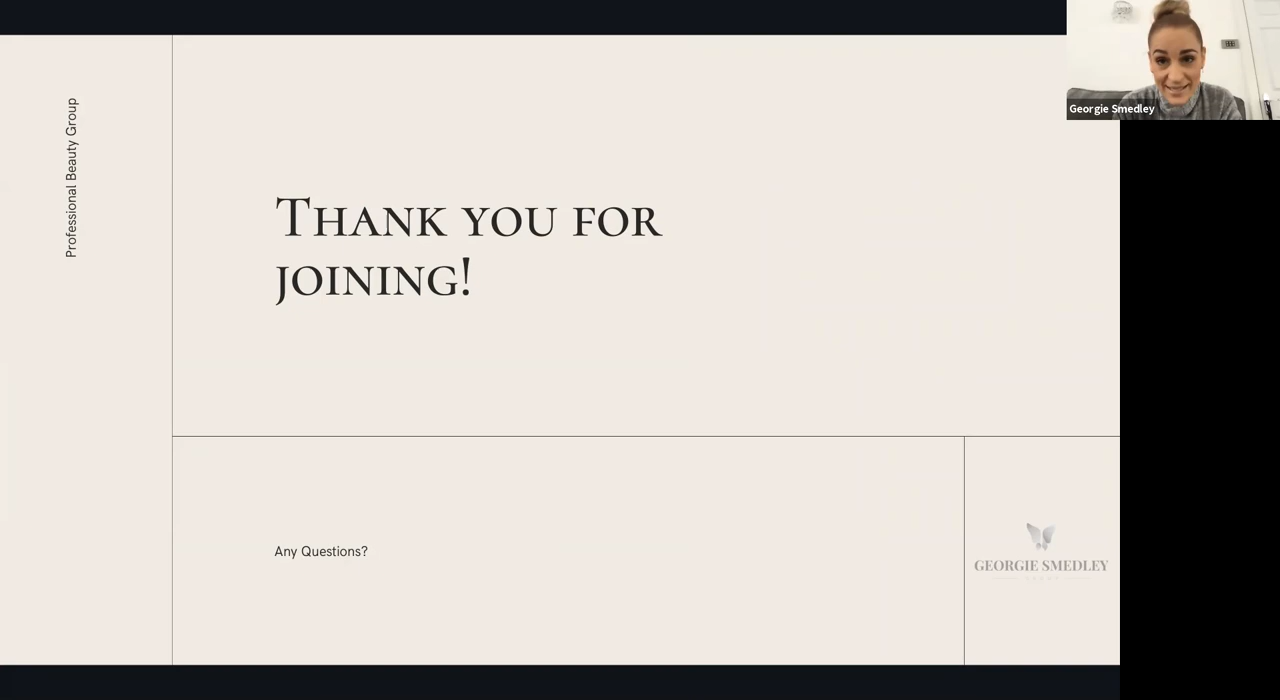 Professional Beauty Group
Thank you for
joining!
Any Questions?
GEORGIE SMEDLEY
Georgie Smedley